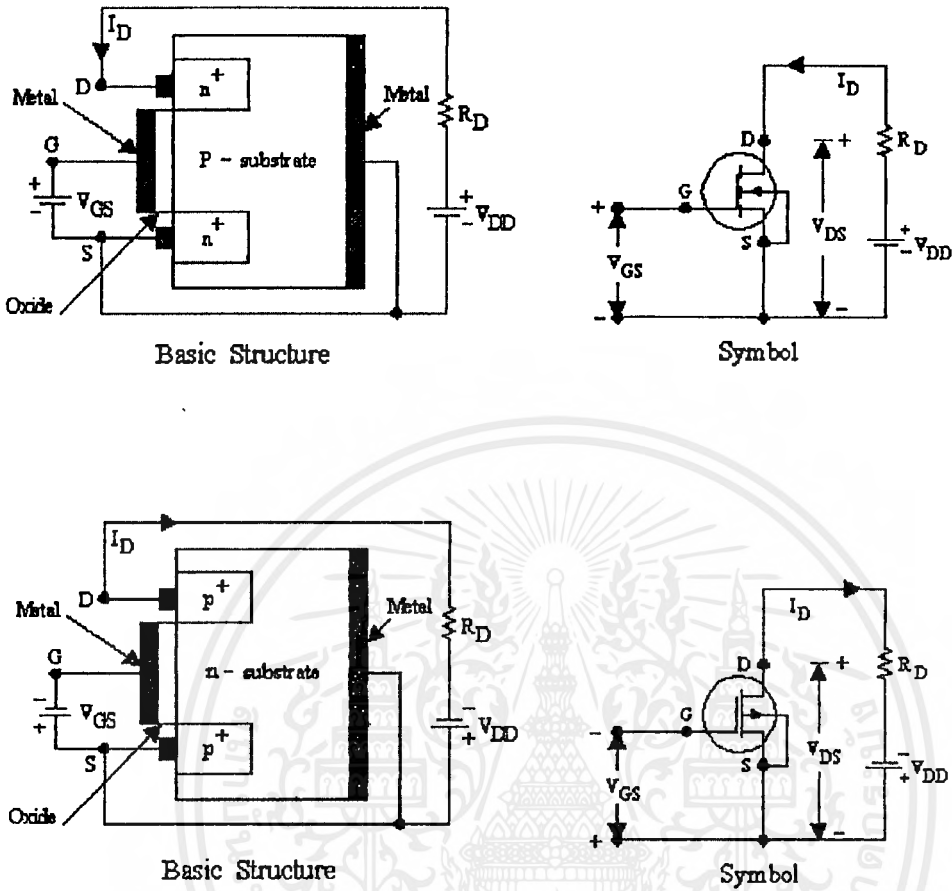 I_D
D
n+
Metal
Metal
G
P - substrate
R_D
+
-
V_GS
+
-
V_DD
S
n+
Oxide
Basic Structure
I_D
D
+
R_D
G
+
V_GS
-
S
V_DS
-
+
-
V_DD
Symbol
I_D
D
p+
Metal
Metal
G
n - substrate
R_D
-
+
V_GS
-
+
V_DD
S
p+
Oxide
Basic Structure
I_D
D
+
R_D
G
-
V_GS
+
S
V_DS
-
-
+
V_DD
Symbol